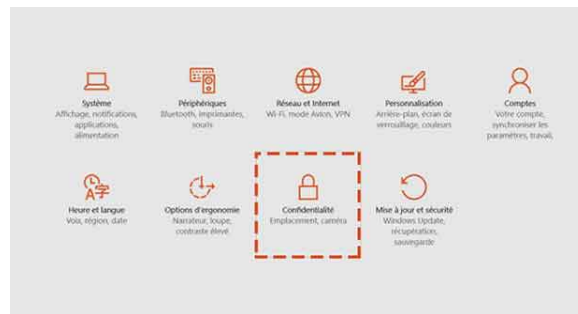 Système
Affichage, notifications,
applications,
alimentation
Périphériques
Bluetooth, imprimantes,
souris
Réseau et Internet
Wi-Fi, mode Avion, VPN
Personnalisation
Arrière-plan, écran de
verrouillage, couleurs
Comptes
Votre compte,
synchroniser les
paramètres, travail,
A字
Heure et langue
Voix, région, date
Options d'ergonomie
Narrateur, loupe,
contraste élevé
Confidentialité
Emplacement, caméra
Mise à jour et sécurité
Windows Update,
récupération,
sauvegarde